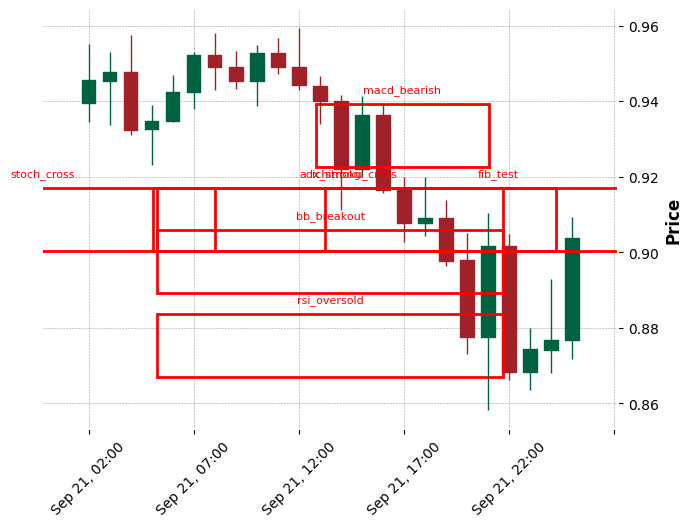 0.96
macd_bearish
0.94
stoch_cross
adx_strong
ichimoku_cross
fib_test
0.92
bb_breakout
0.90
rsi_oversold
0.88
0.86
Price
Sep 21, 02:00
Sep 21, 07:00
Sep 21, 12:00
Sep 21, 17:00
Sep 21, 22:00